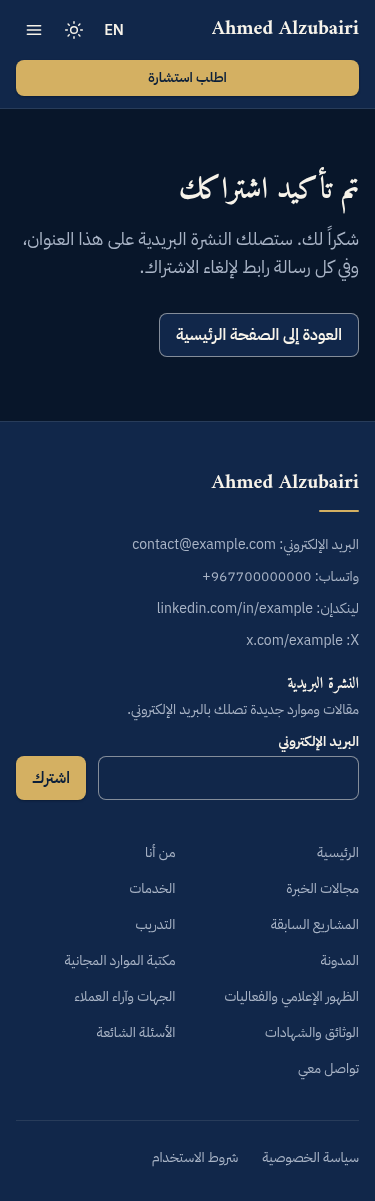 Ahmed Alzubairi
EN
اطلب استشارة
تم تأكيد اشتراكك
شكراً لك. ستصلك النشرة البريدية على هذا العنوان،
وفي كل رسالة رابط لإلغاء الاشتراك.
العودة إلى الصفحة الرئيسية
Ahmed Alzubairi
البريد الإلكتروني: contact@example.com
واتساب: 967700000000+
لينكدإن: linkedin.com/in/example
X: x.com/example
النشرة البريدية
مقالات وموارد جديدة تصلك بالبريد الإلكتروني.
البريد الإلكتروني
اشترك
الرئيسية
من أنا
مجالات الخبرة
الخدمات
المشاريع السابقة
التدريب
المدونة
مكتبة الموارد المجانية
الظهور الإعلامي والفعاليات
الجهات وآراء العملاء
الوثائق والشهادات
الأسئلة الشائعة
تواصل معي
سياسة الخصوصية
شروط الاستخدام